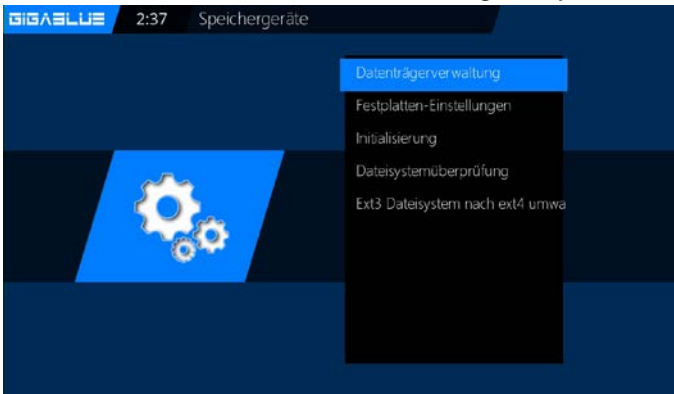 GIGABLUE 2:37 Speichergeräte
Datenträgerverwaltung
Festplatten-Einstellungen
Initialisierung
Dateisystemüberprüfung
Ext3 Dateisystem nach ext4 umwa